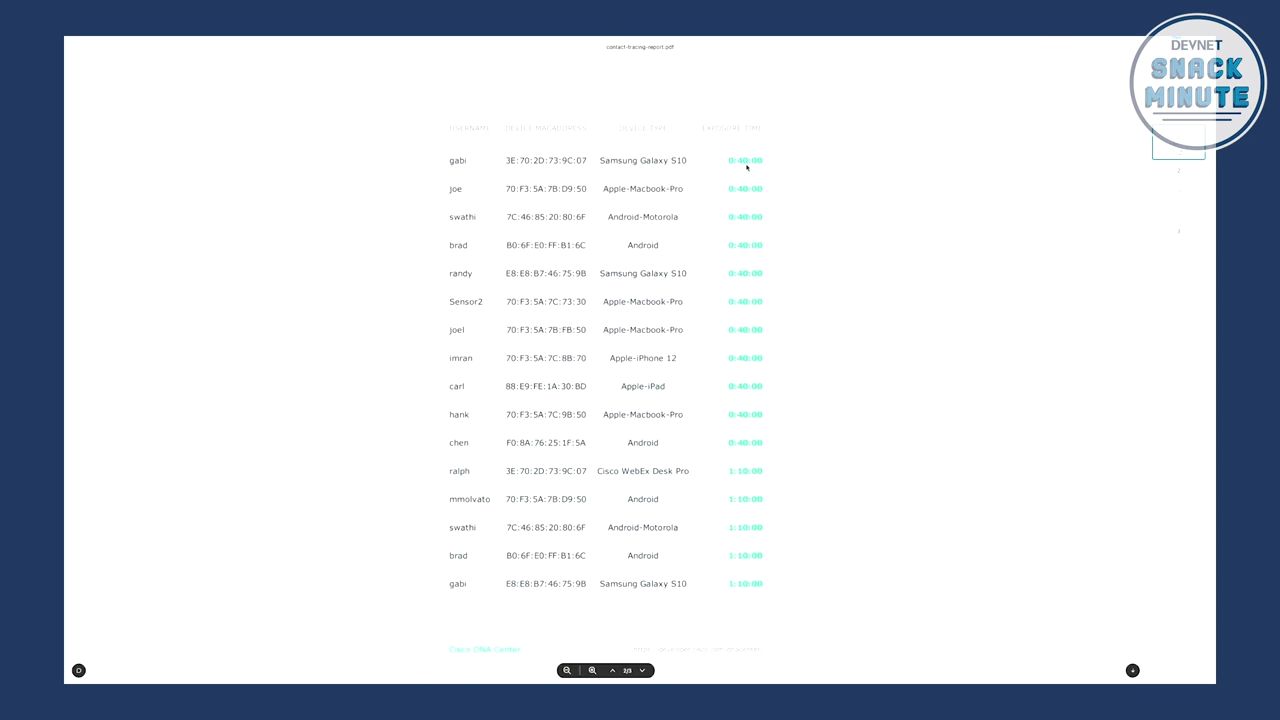 contact-tracing-report.pdf
DEVNET
SNACK
MINUTE
USERNAME DEVICE MACADDRESS DEVICE TYPE EXPOSURE TIME
gabi 3E:70:2D:73:9C:07 Samsung Galaxy S10 0:40:00
joe 70:F3:5A:7B:D9:50 Apple-Macbook-Pro 0:40:00
swathi 7C:46:85:20:80:6F Android-Motorola 0:40:00
brad B0:6F:E0:FF:B1:6C Android 0:40:00
randy E8:E8:B7:46:75:9B Samsung Galaxy S10 0:40:00
Sensor2 70:F3:5A:7C:73:30 Apple-Macbook-Pro 0:40:00
joel 70:F3:5A:7B:FB:50 Apple-Macbook-Pro 0:40:00
imran 70:F3:5A:7C:8B:70 Apple-iPhone 12 0:40:00
carl 88:E9:FE:1A:30:BD Apple-iPad 0:40:00
hank 70:F3:5A:7C:9B:50 Apple-Macbook-Pro 0:40:00
chen F0:8A:76:25:1F:5A Android 0:40:00
ralph 3E:70:2D:73:9C:07 Cisco WebEx Desk Pro 1:10:00
mmolvato 70:F3:5A:7B:D9:50 Android 1:10:00
swathi 7C:46:85:20:80:6F Android-Motorola 1:10:00
brad B0:6F:E0:FF:B1:6C Android 1:10:00
gabi E8:E8:B7:46:75:9B Samsung Galaxy S10 1:10:00
Cisco DNA Center
2/3